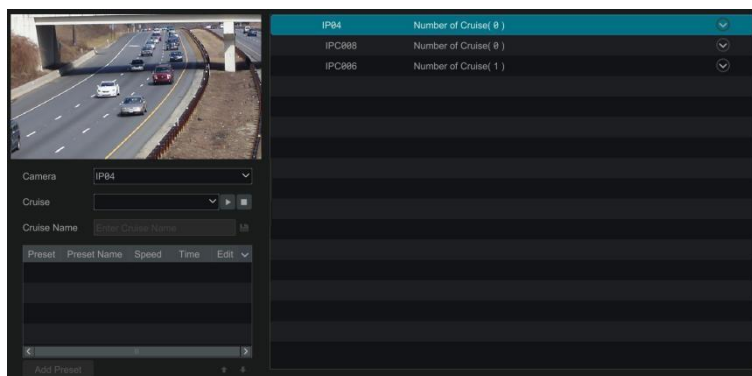 Camera IP04
Cruise
Cruise Name Enter Cruise Name
Preset Preset Name Speed Time Edit
Add Preset
IP04 Number of Cruise( 0 )
IPC008 Number of Cruise( 0 )
IPC006 Number of Cruise( 1 )